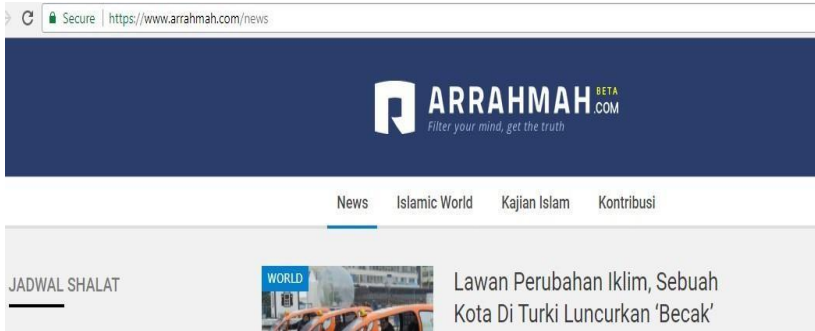 Secure https://www.arrahmah.com/news
ARRAHMAH.COM BETA
Filter your mind, get the truth
News Islamic World Kajian Islam Kontribusi
JADWAL SHALAT
WORLD
Lawan Perubahan Iklim, Sebuah
Kota Di Turki Luncurkan ‘Becak’